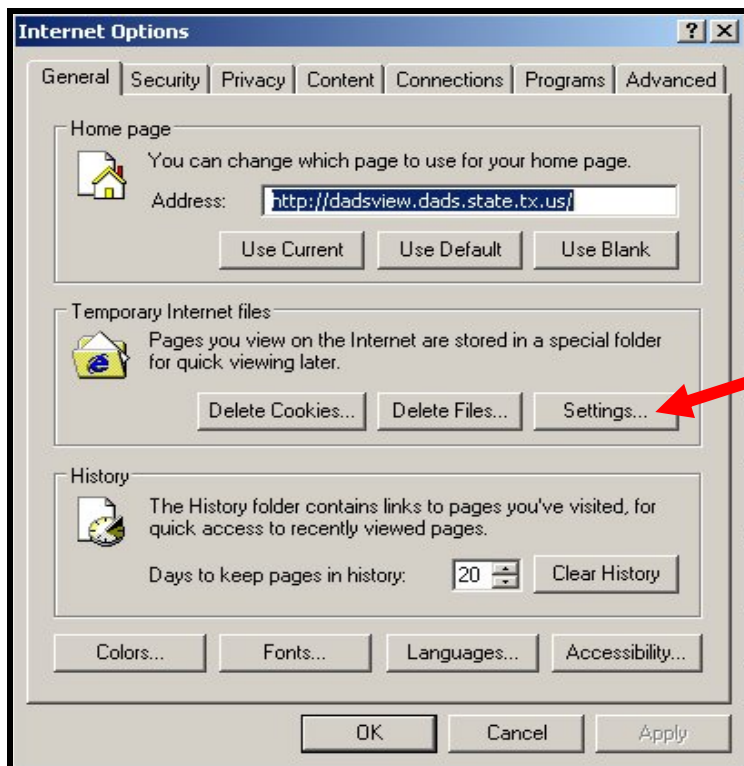 Internet Options
General Security Privacy Content Connections Programs Advanced
Home page
You can change which page to use for your home page.
Address: http://dadsview.dads.state.tx.us/
Use Current Use Default Use Blank
Temporary Internet files
Pages you view on the Internet are stored in a special folder
for quick viewing later.
Delete Cookies... Delete Files... Settings...
History
The History folder contains links to pages you've visited, for
quick access to recently viewed pages.
Days to keep pages in history: 20 Clear History
Colors... Fonts... Languages... Accessibility...
OK Cancel Apply